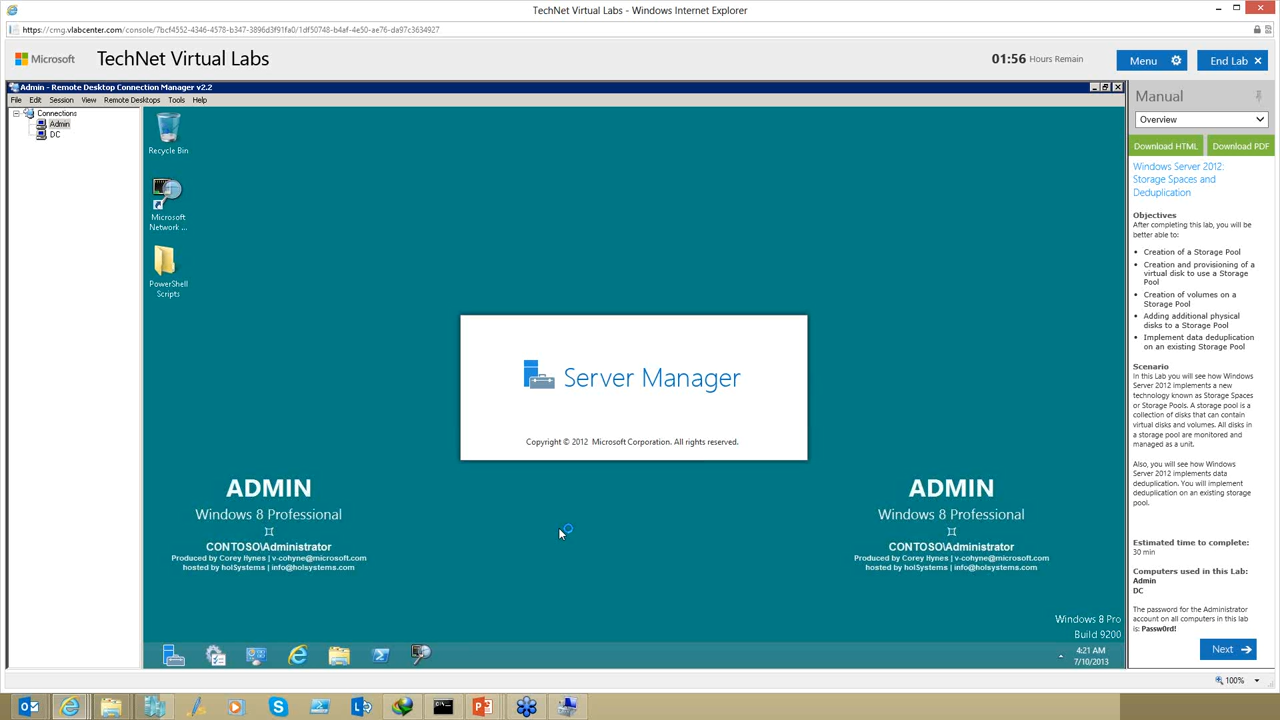 TechNet Virtual Labs - Windows Internet Explorer
https://cmg.vlabcenter.com/console/7bcf4552-4346-4578-b347-3896d3f91fa0/1df50748-b4af-4e50-ae76-da97c3634927
Microsoft
TechNet Virtual Labs
01:56 Hours Remain
Menu
End Lab
Admin - Remote Desktop Connection Manager v2.2
File Edit Session View Remote Desktops Tools Help
Connections
Admin
DC
Recycle Bin
Microsoft
Network ...
PowerShell
Scripts
Server Manager
Copyright © 2012 Microsoft Corporation. All rights reserved.
ADMIN
Windows 8 Professional
CONTOSO\Administrator
Produced by Corey Hynes | v-cohyne@microsoft.com
hosted by holSystems | info@holsystems.com
ADMIN
Windows 8 Professional
CONTOSO\Administrator
Produced by Corey Hynes | v-cohyne@microsoft.com
hosted by holSystems | info@holsystems.com
Windows 8 Pro
Build 9200
4:21 AM
7/10/2013
Manual
Overview
Download HTML
Download PDF
Windows Server 2012:
Storage Spaces and
Deduplication
Objectives
After completing this lab, you will be
better able to:
• Creation of a Storage Pool
• Creation and provisioning of a
virtual disk to use a Storage
Pool
• Creation of volumes on a
Storage Pool
• Adding additional physical
disks to a Storage Pool
• Implement data deduplication
on an existing Storage Pool
Scenario
In this Lab you will see how Windows
Server 2012 implements a new
technology known as Storage Spaces
or Storage Pools. A storage pool is a
collection of disks that can contain
virtual disks and volumes. All disks in
a storage pool are monitored and
managed as a unit.
Also, you will see how Windows
Server 2012 implements data
deduplication. You will implement
deduplication on an existing storage
pool.
Estimated time to complete:
30 min
Computers used in this Lab:
Admin
DC
The password for the Administrator
account on all computers in this lab
is: Passw0rd!
Next
100%